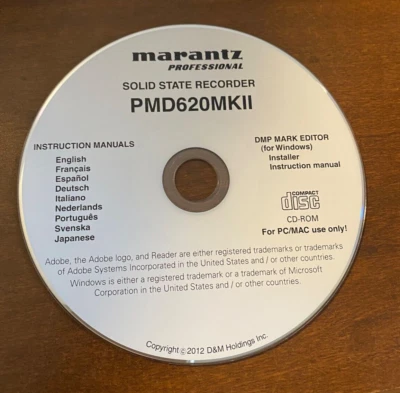 marantz
PROFESSIONAL
SOLID STATE RECORDER
PMD620MKII
INSTRUCTION MANUALS
English
Français
Español
Deutsch
Italiano
Nederlands
Português
Svenska
Japanese
DMP MARK EDITOR
(for Windows)
Installer
Instruction manual
COMPACT
disc
CD-ROM
For PC/MAC use only!
Adobe, the Adobe logo, and Reader are either registered trademarks or trademarks
of Adobe Systems Incorporated in the United States and / or other countries.
Windows is either a registered trademark or a trademark of Microsoft
Corporation in the United States and / or other countries.
Copyright © 2012 D&M Holdings Inc.